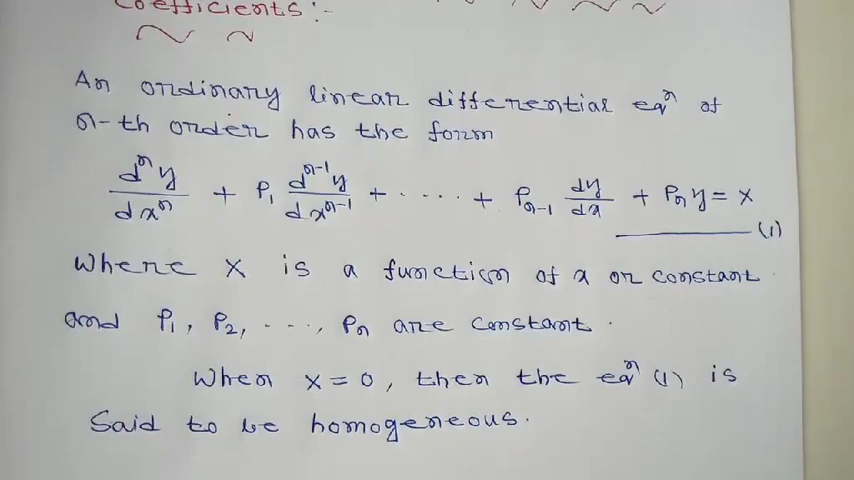 Coefficients:-
An ordinary linear differential eqⁿ of
n-th order has the form
dⁿy/dxⁿ + P₁ dⁿ⁻¹y/dxⁿ⁻¹ + ..... + Pₙ₋₁ dy/dx + Pₙy = X
(1)
Where X is a function of x or constant
and P₁, P₂, ...., Pₙ are constant.
When X = 0, then the eqⁿ (1) is
Said to be homogeneous.